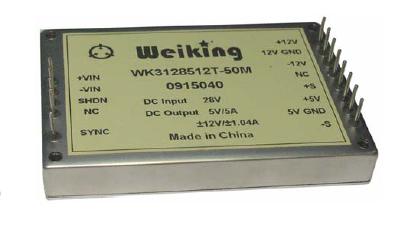 Weiking
WK3128512T-50M
0915040
DC Input 28V
DC Output 5V/5A
±12V/±1.04A
Made in China
+VIN
-VIN
SHDN
NC
SYNC
+12V
12V GND
-12V
NC
+S
+5V
5V GND
-S